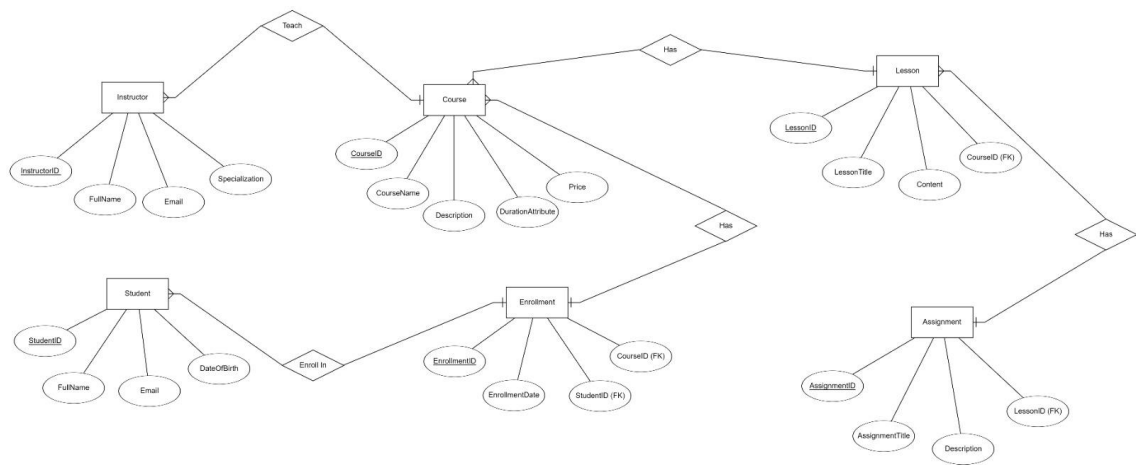 Teach
Has
Instructor
Course
Lesson
InstructorID
FullName
Email
Specialization
CourseID
CourseName
Description
DurationAttribute
Price
LessonID
LessonTitle
Content
CourseID (FK)
Has
Has
Student
Enrollment
Assignment
StudentID
FullName
Email
DateOfBirth
Enroll In
EnrollmentID
EnrollmentDate
StudentID (FK)
CourseID (FK)
AssignmentID
AssignmentTitle
Description
LessonID (FK)